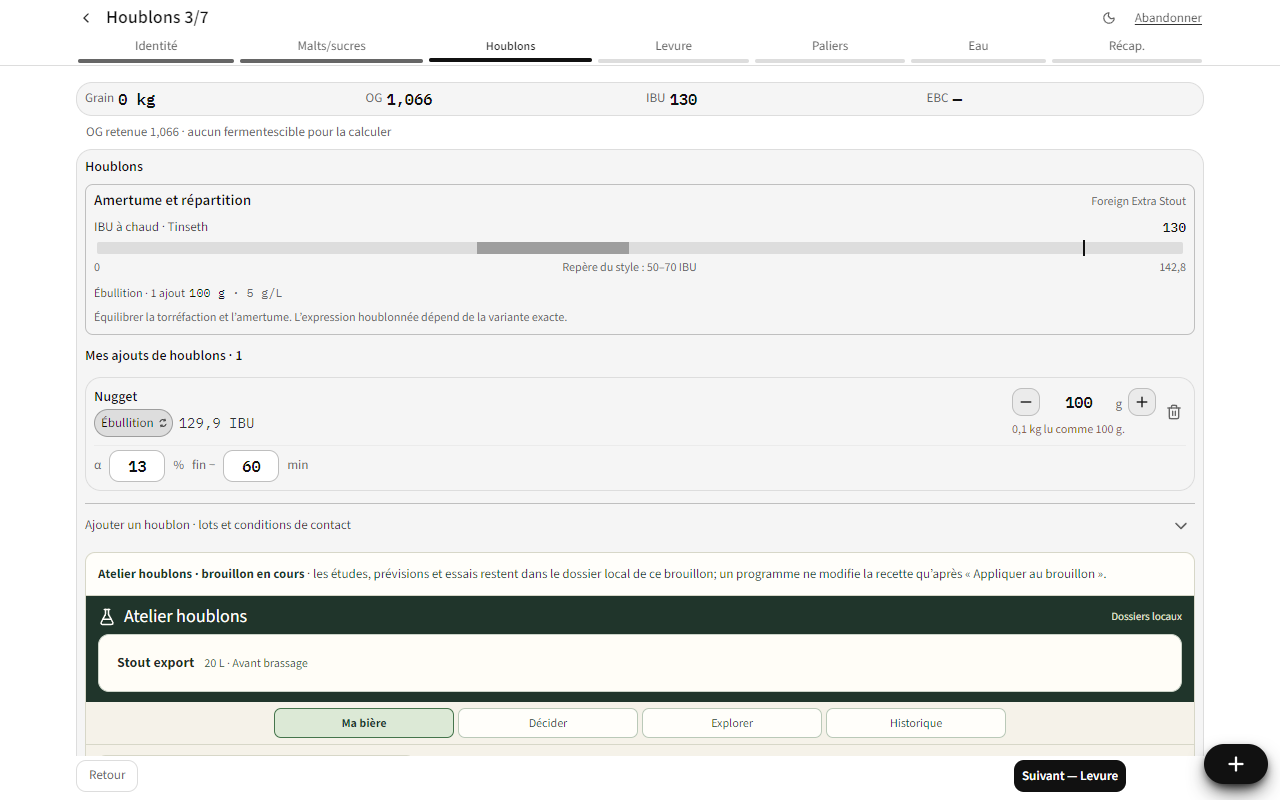 Houblons 3/7
Abandonner
Identité
Malts/sucres
Houblons
Levure
Paliers
Eau
Récap.
Grain 0 kg
OG 1,066
IBU 130
EBC —
OG retenue 1,066 · aucun fermentescible pour la calculer
Houblons
Amertume et répartition
Foreign Extra Stout
IBU à chaud · Tinseth
130
0
Repère du style : 50–70 IBU
142,8
Ébullition · 1 ajout 100 g · 5 g/L
Équilibrer la torréfaction et l’amertume. L’expression houblonnée dépend de la variante exacte.
Mes ajouts de houblons · 1
Nugget
100 g
Ébullition 129,9 IBU
0,1 kg lu comme 100 g.
α 13 % fin − 60 min
Ajouter un houblon · lots et conditions de contact
Atelier houblons · brouillon en cours · les études, prévisions et essais restent dans le dossier local de ce brouillon; un programme ne modifie la recette qu’après « Appliquer au brouillon ».
Atelier houblons
Dossiers locaux
Stout export 20 L · Avant brassage
Ma bière
Décider
Explorer
Historique
Retour
Suivant — Levure